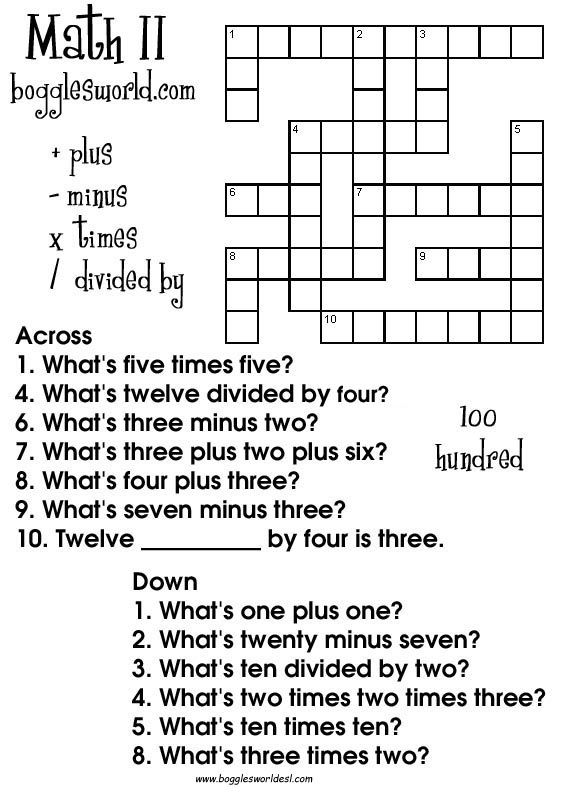 Math II
bogglesworld.com
+ plus
- minus
x times
/ divided by
1 2 3
4 5
6 7
8 9
10
Across
1. What's five times five?
4. What's twelve divided by four?
6. What's three minus two?
7. What's three plus two plus six?
8. What's four plus three?
9. What's seven minus three?
10. Twelve __________ by four is three.
100
hundred
Down
1. What's one plus one?
2. What's twenty minus seven?
3. What's ten divided by two?
4. What's two times two times three?
5. What's ten times ten?
8. What's three times two?
www.bogglesworldesl.com